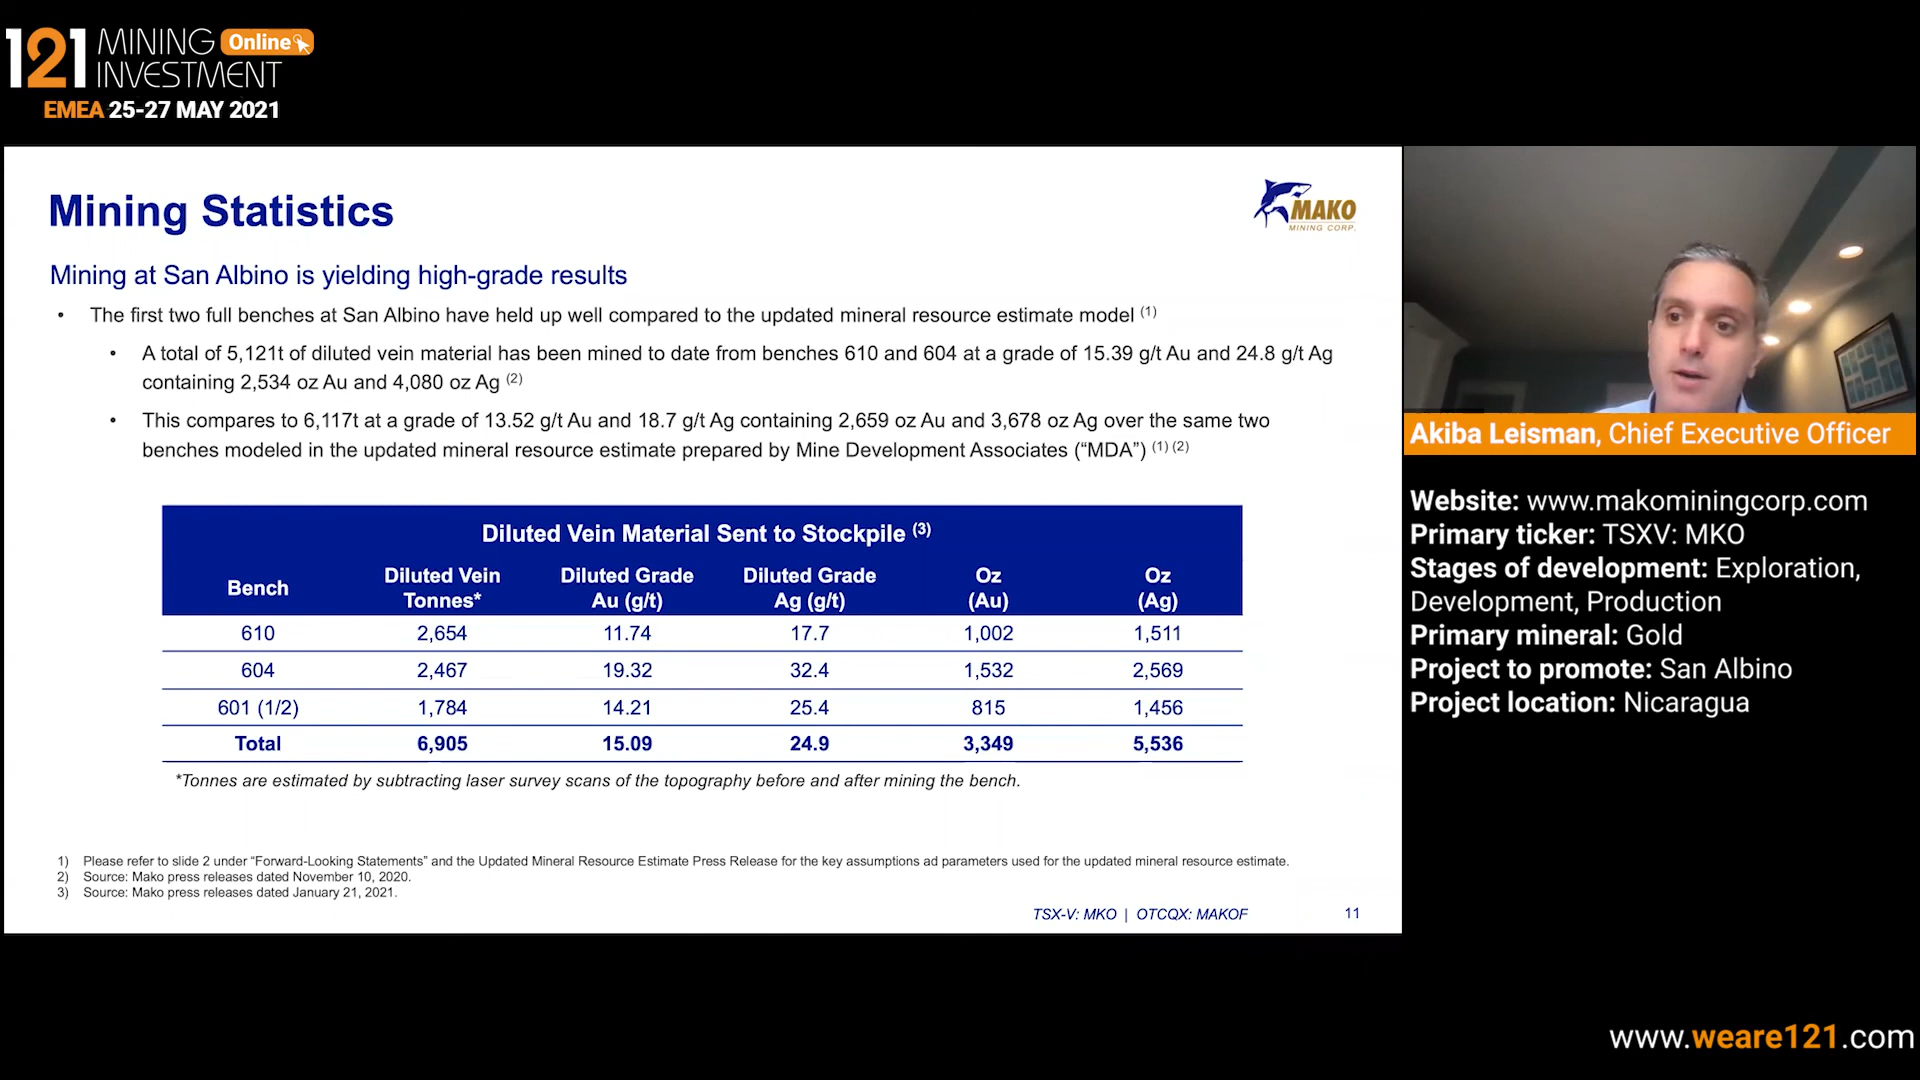 121 MINING Online
INVESTMENT
EMEA 25-27 MAY 2021
Mining Statistics
MAKO
MINING CORP.
Mining at San Albino is yielding high-grade results
• The first two full benches at San Albino have held up well compared to the updated mineral resource estimate model (1)
• A total of 5,121t of diluted vein material has been mined to date from benches 610 and 604 at a grade of 15.39 g/t Au and 24.8 g/t Ag
containing 2,534 oz Au and 4,080 oz Ag (2)
• This compares to 6,117t at a grade of 13.52 g/t Au and 18.7 g/t Ag containing 2,659 oz Au and 3,678 oz Ag over the same two
benches modeled in the updated mineral resource estimate prepared by Mine Development Associates (“MDA”) (1) (2)
Diluted Vein Material Sent to Stockpile (3)
Bench Diluted Vein Tonnes* Diluted Grade Au (g/t) Diluted Grade Ag (g/t) Oz (Au) Oz (Ag)
610 2,654 11.74 17.7 1,002 1,511
604 2,467 19.32 32.4 1,532 2,569
601 (1/2) 1,784 14.21 25.4 815 1,456
Total 6,905 15.09 24.9 3,349 5,536
*Tonnes are estimated by subtracting laser survey scans of the topography before and after mining the bench.
1) Please refer to slide 2 under “Forward-Looking Statements” and the Updated Mineral Resource Estimate Press Release for the key assumptions ad parameters used for the updated mineral resource estimate.
2) Source: Mako press releases dated November 10, 2020.
3) Source: Mako press releases dated January 21, 2021.
TSX-V: MKO | OTCQX: MAKOF 11
Akiba Leisman, Chief Executive Officer
Website: www.makominingcorp.com
Primary ticker: TSXV: MKO
Stages of development: Exploration,
Development, Production
Primary mineral: Gold
Project to promote: San Albino
Project location: Nicaragua
www.weare121.com